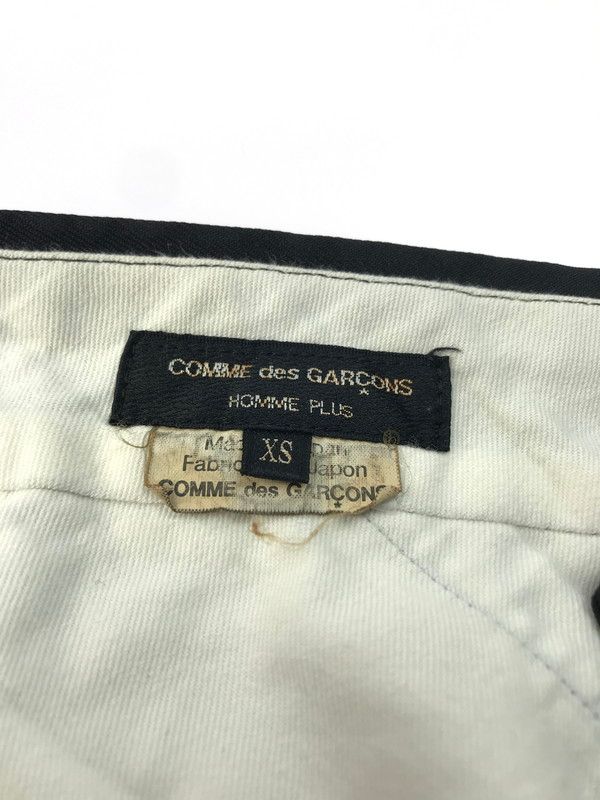 COMME des GARÇONS
HOMME PLUS
XS
Japon
COMME des GARÇONS